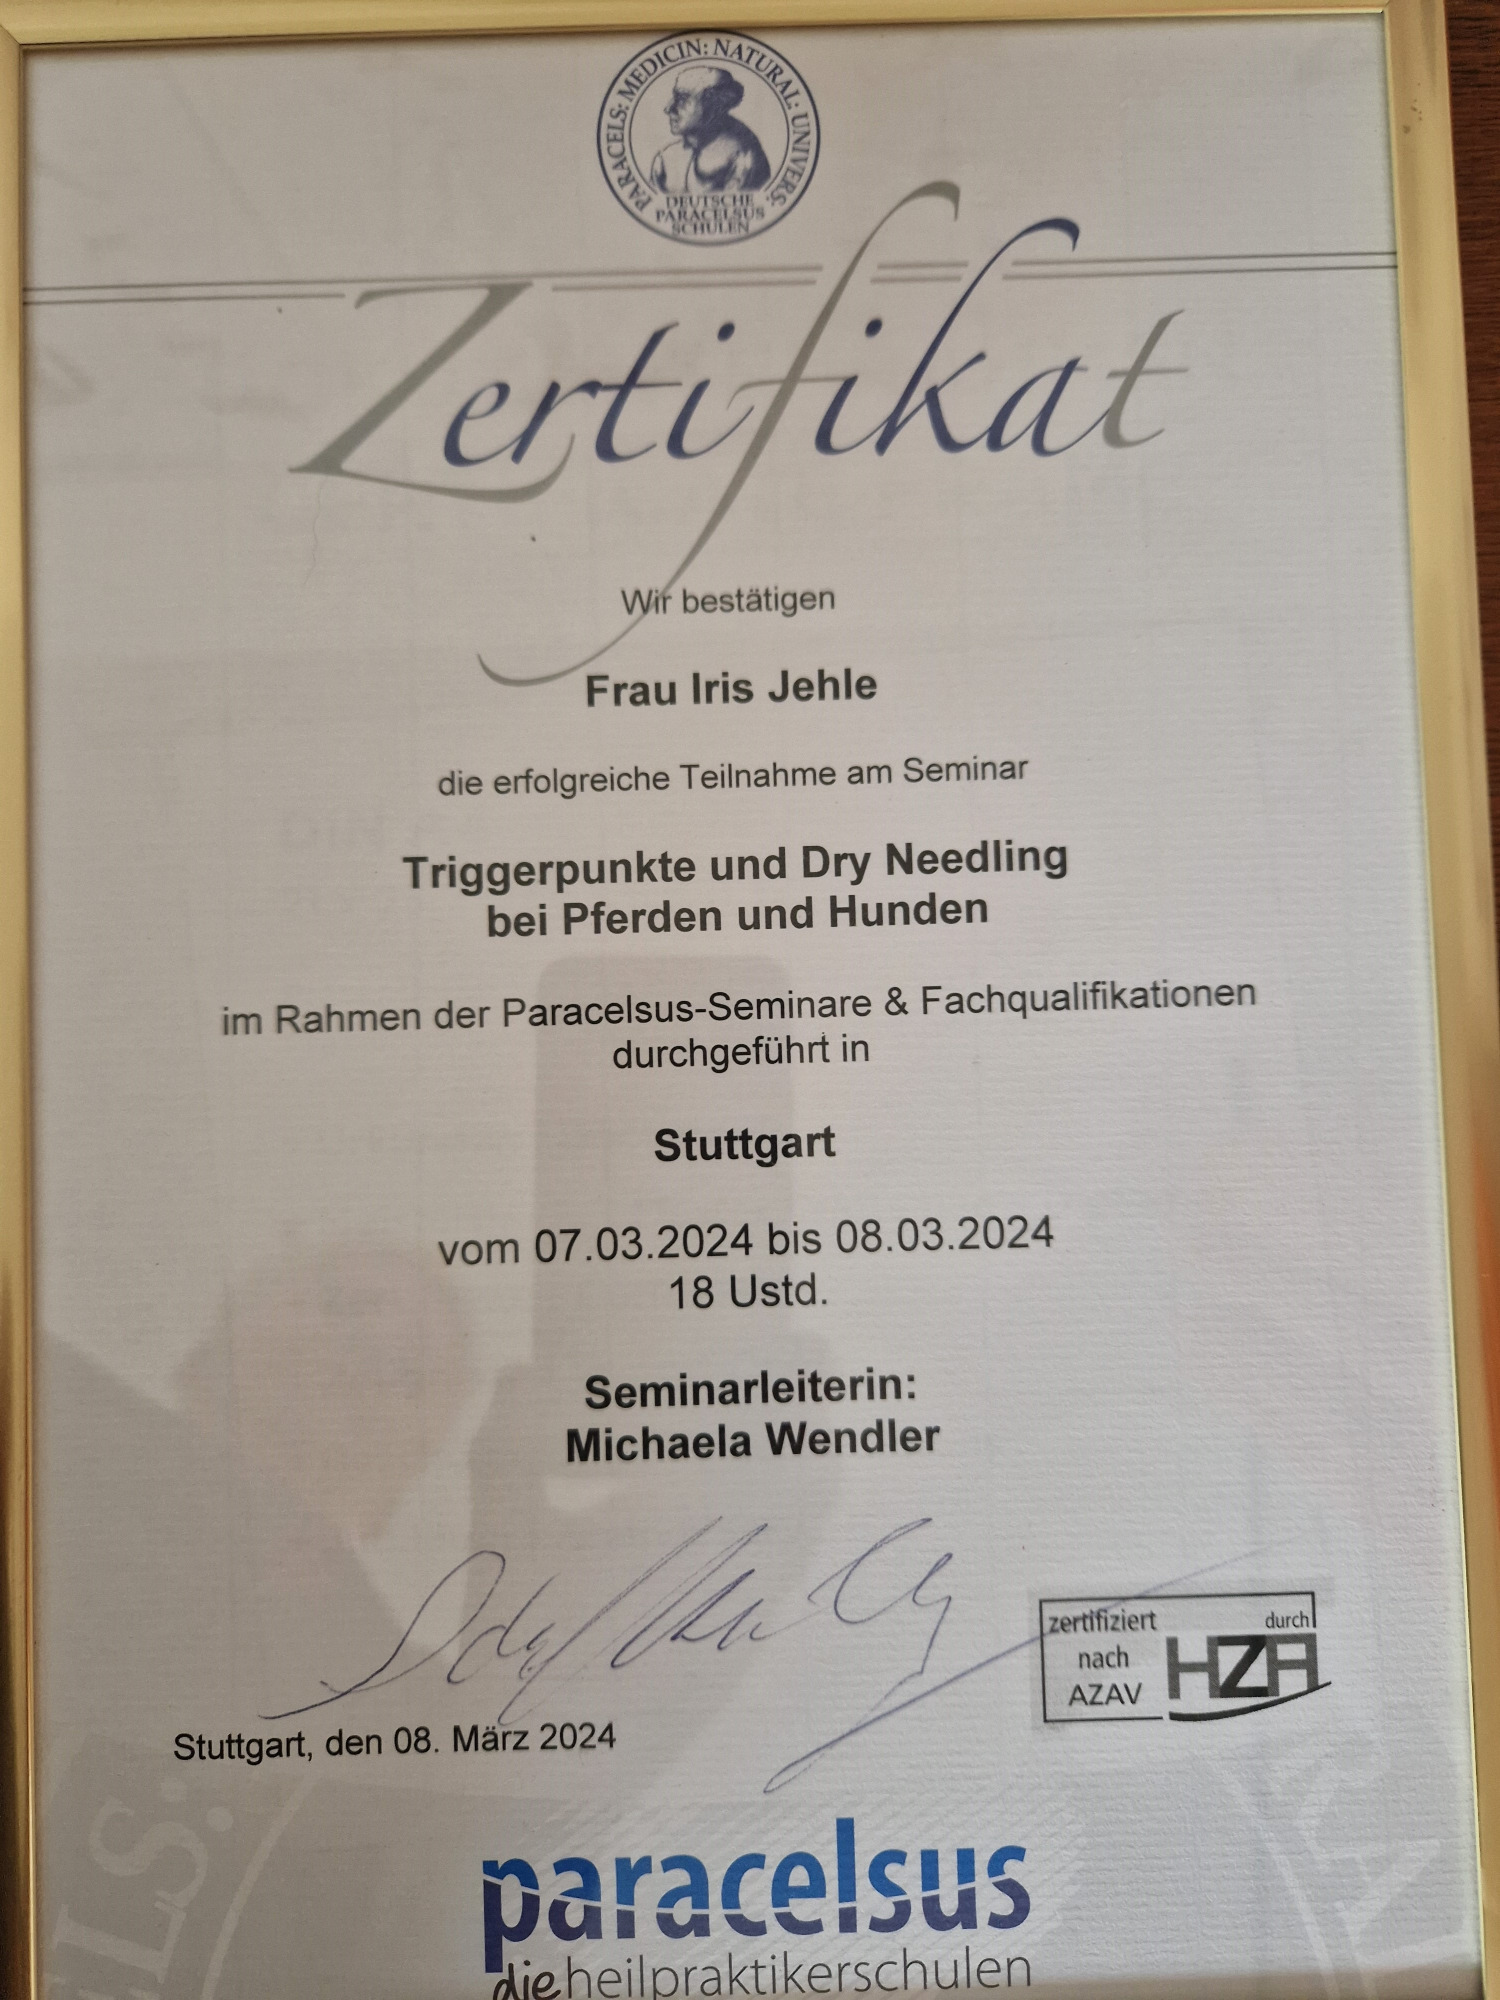 PARACELS: MEDICIN: NATURAL: UNIVERS:
DEUTSCHE
PARACELSUS
SCHULEN
Zertifikat
Wir bestätigen
Frau Iris Jehle
die erfolgreiche Teilnahme am Seminar
Triggerpunkte und Dry Needling
bei Pferden und Hunden
im Rahmen der Paracelsus-Seminare & Fachqualifikationen
durchgeführt in
Stuttgart
vom 07.03.2024 bis 08.03.2024
18 Ustd.
Seminarleiterin:
Michaela Wendler
zertifiziert durch
nach HZA
AZAV
Stuttgart, den 08. März 2024
paracelsus
dieheilpraktikerschulen